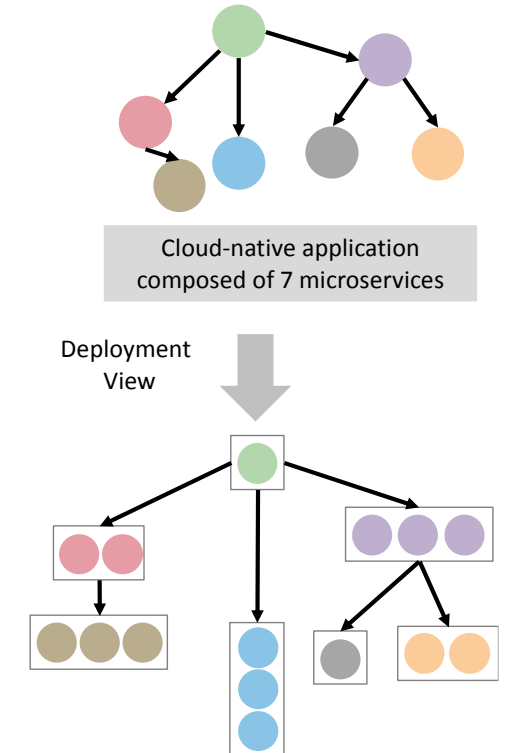 Cloud-native application
composed of 7 microservices
Deployment
View